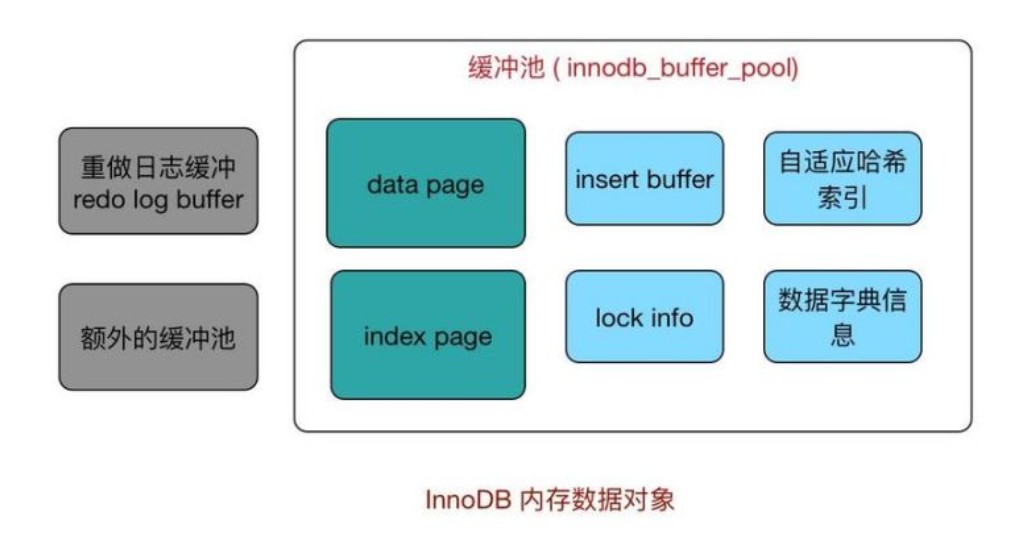 缓冲池 ( innodb_buffer_pool)
重做日志缓冲
redo log buffer
data page
insert buffer
自适应哈希
索引
额外的缓冲池
index page
lock info
数据字典信
息
InnoDB 内存数据对象